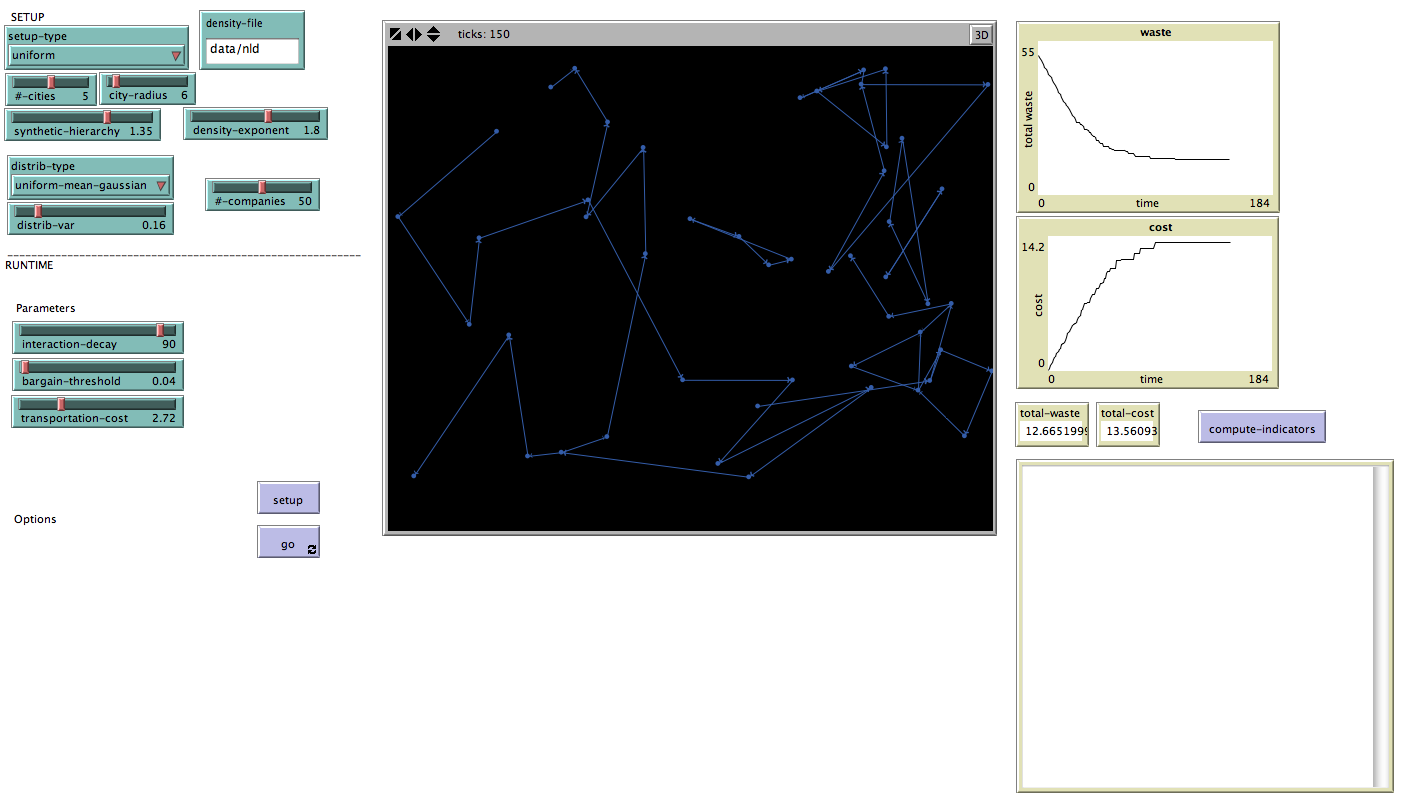 SETUP
setup-type
uniform
density-file
data/nld
#-cities 5
city-radius 6
synthetic-hierarchy 1.35
density-exponent 1.8
distrib-type
uniform-mean-gaussian
distrib-var 0.16
#-companies 50
RUNTIME
Parameters
interaction-decay 90
bargain-threshold 0.04
transportation-cost 2.72
Options
setup
go
ticks: 150
3D
waste
55
total waste
0
0 time 184
cost
14.2
cost
0
0 time 184
total-waste
12.6651999
total-cost
13.56093
compute-indicators